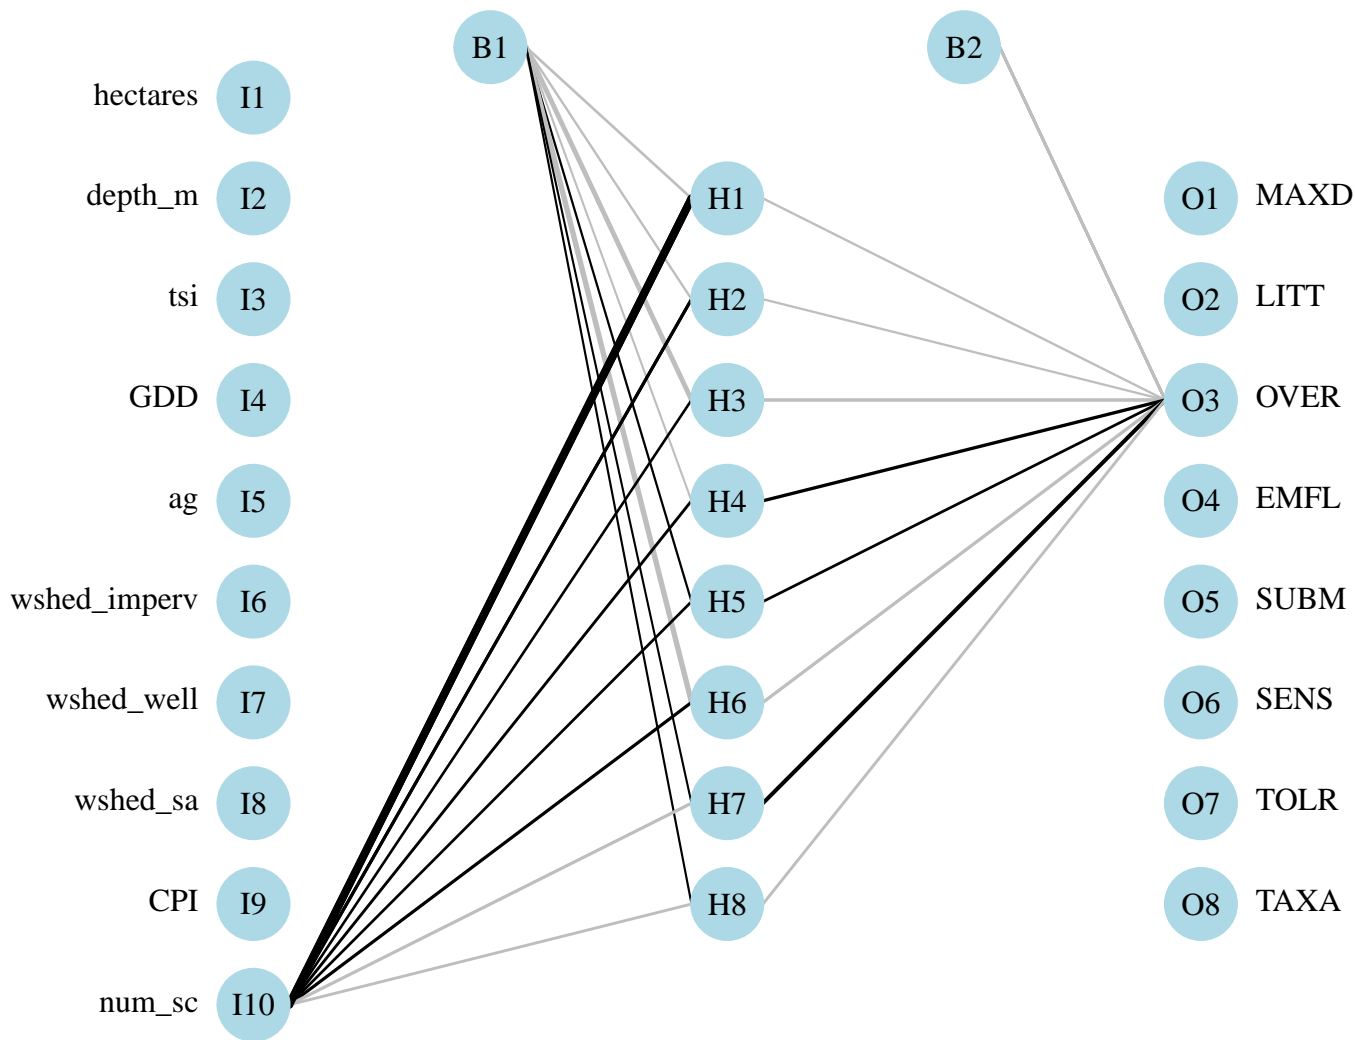 B1 B2
hectares I1
depth_m I2 H1 O1 MAXD
tsi I3 H2 O2 LITT
GDD I4 H3 O3 OVER
ag I5 H4 O4 EMFL
wshed_imperv I6 H5 O5 SUBM
wshed_well I7 H6 O6 SENS
wshed_sa I8 H7 O7 TOLR
CPI I9 H8 O8 TAXA
num_sc I10